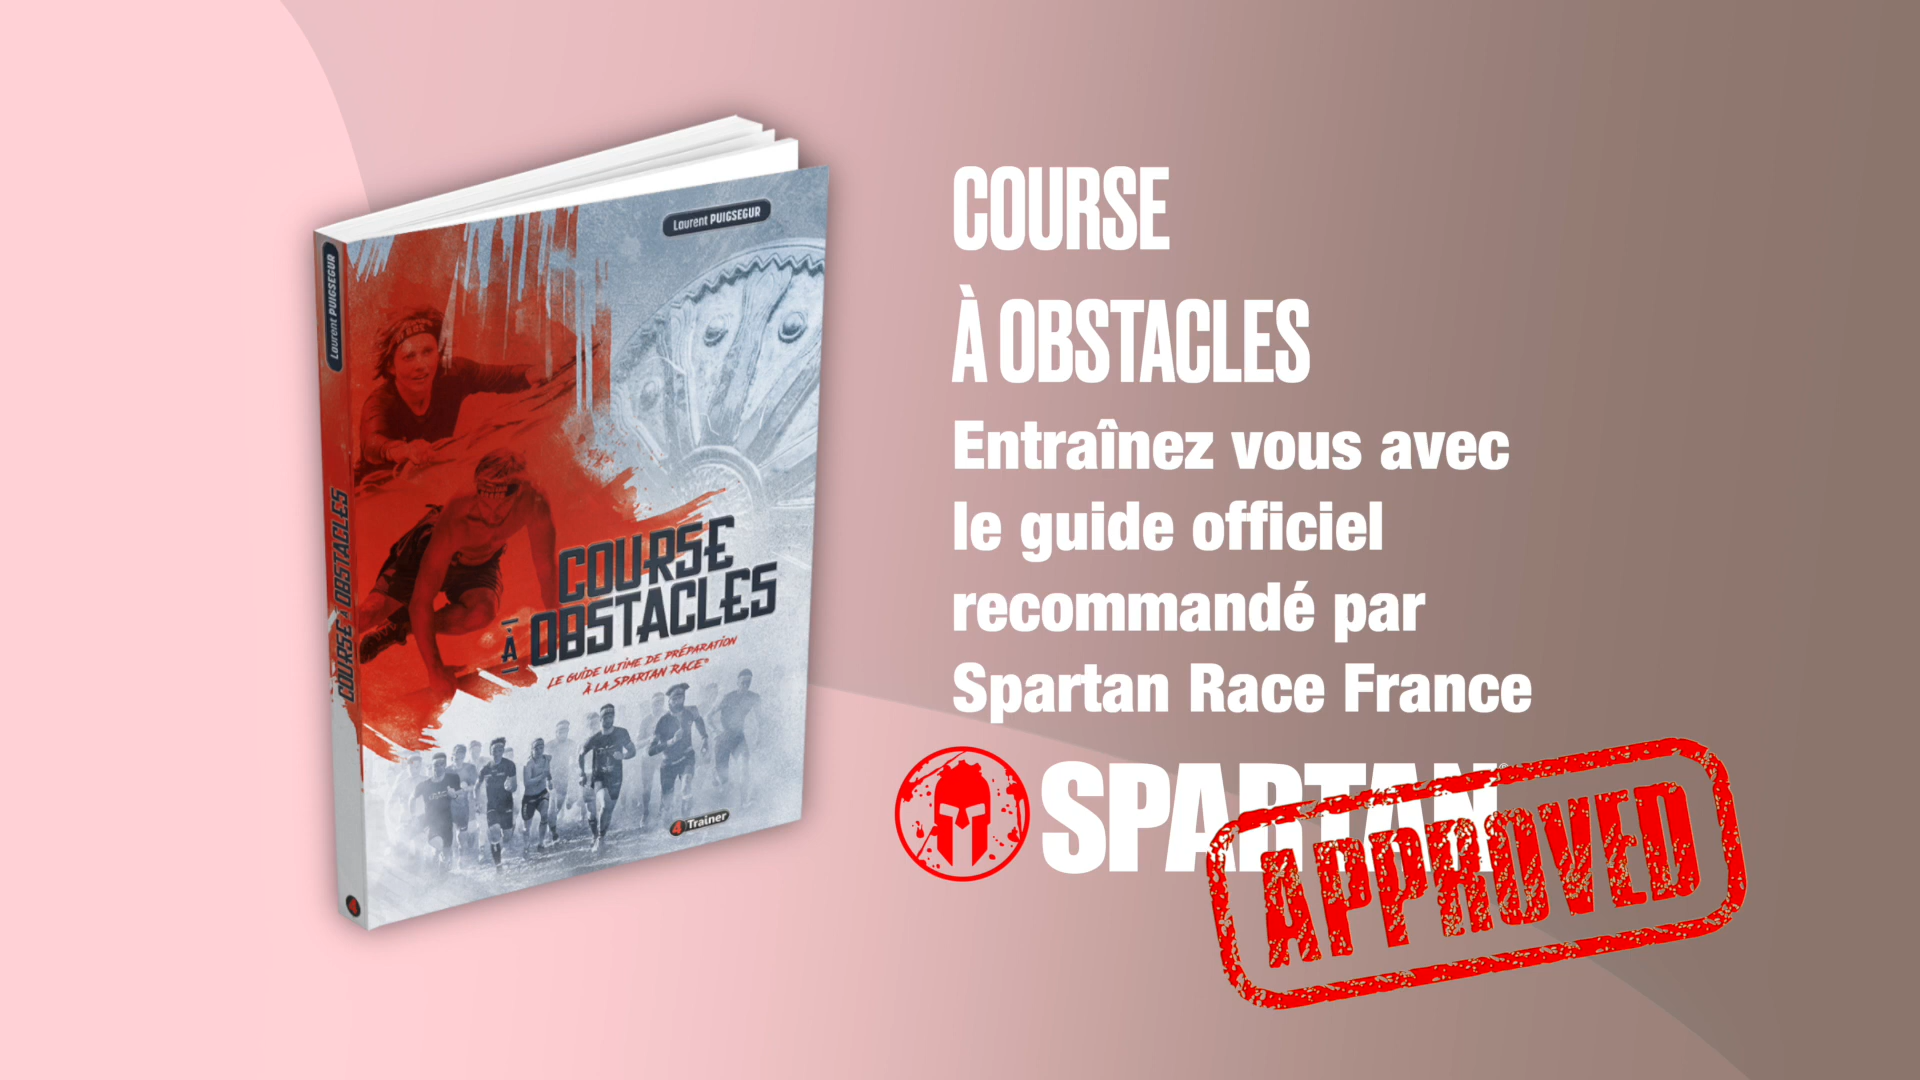 Laurent PUIGSEGUR
Laurent PUIGSEGUR
COURSE À OBSTACLES
COURSE
À OBSTACLES
LE GUIDE ULTIME DE PRÉPARATION
À LA SPARTAN RACE®
4 Trainer
4
COURSE
À OBSTACLES
Entraînez vous avec
le guide officiel
recommandé par
Spartan Race France
SPARTAN®
APPROVED